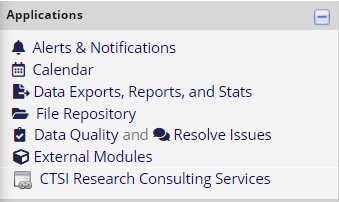 Applications
Alerts & Notifications
Calendar
Data Exports, Reports, and Stats
File Repository
Data Quality and Resolve Issues
External Modules
CTSI Research Consulting Services